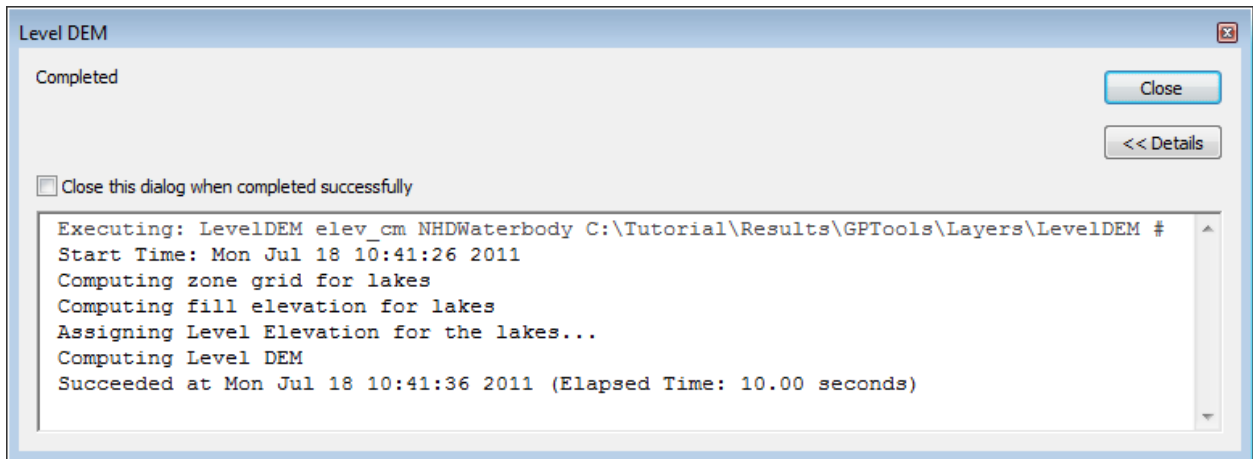 Level DEM
Completed
Close
<< Details
Close this dialog when completed successfully
Executing: LevelDEM elev_cm NHDWaterbody C:\Tutorial\Results\GPTools\Layers\LevelDEM #
Start Time: Mon Jul 18 10:41:26 2011
Computing zone grid for lakes
Computing fill elevation for lakes
Assigning Level Elevation for the lakes...
Computing Level DEM
Succeeded at Mon Jul 18 10:41:36 2011 (Elapsed Time: 10.00 seconds)